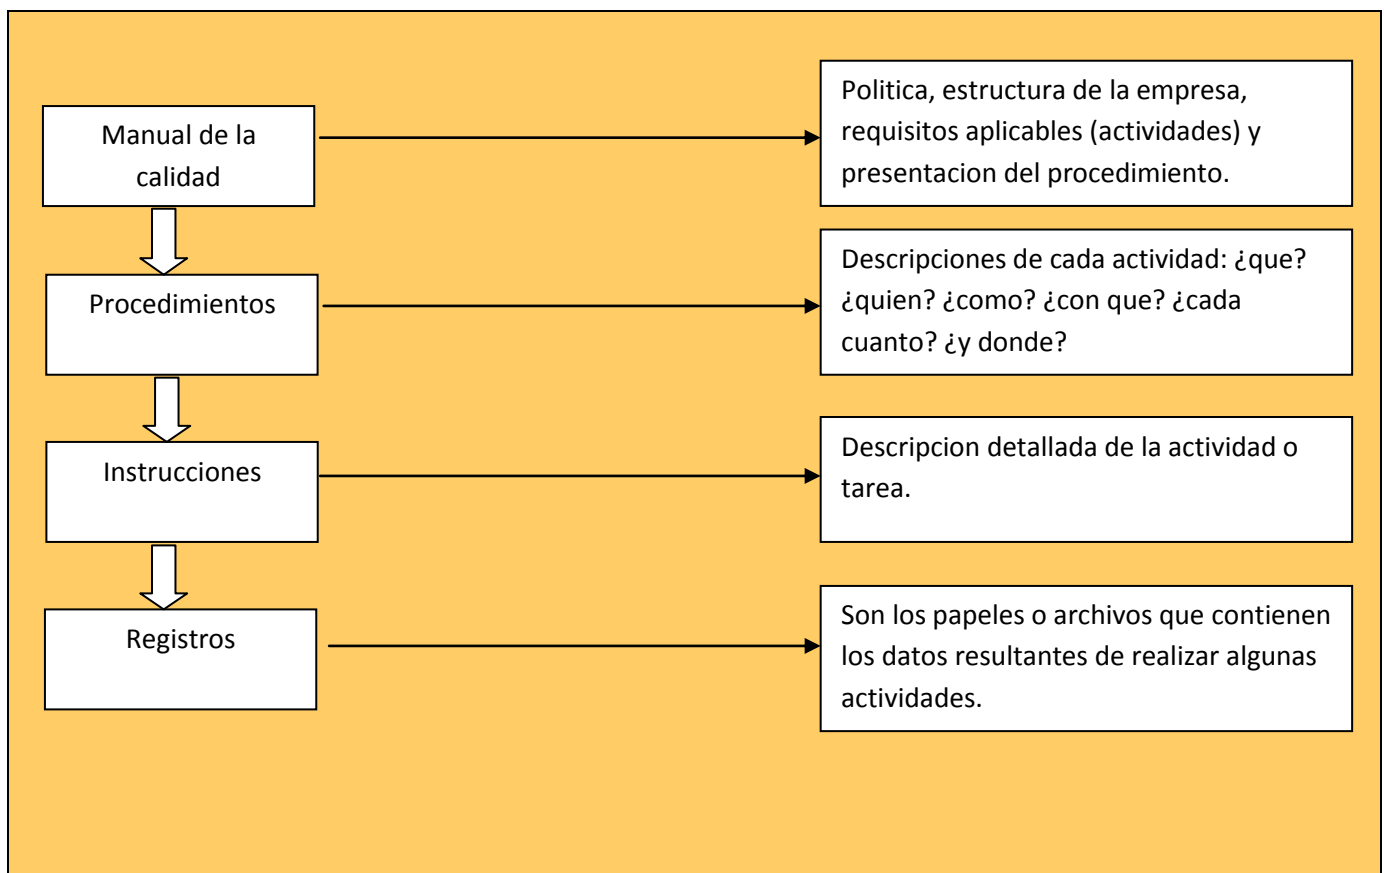 Manual de la
calidad
Politica, estructura de la empresa,
requisitos aplicables (actividades) y
presentacion del procedimiento.
Procedimientos
Descripciones de cada actividad: ¿que?
¿quien? ¿como? ¿con que? ¿cada
cuanto? ¿y donde?
Instrucciones
Descripcion detallada de la actividad o
tarea.
Registros
Son los papeles o archivos que contienen
los datos resultantes de realizar algunas
actividades.